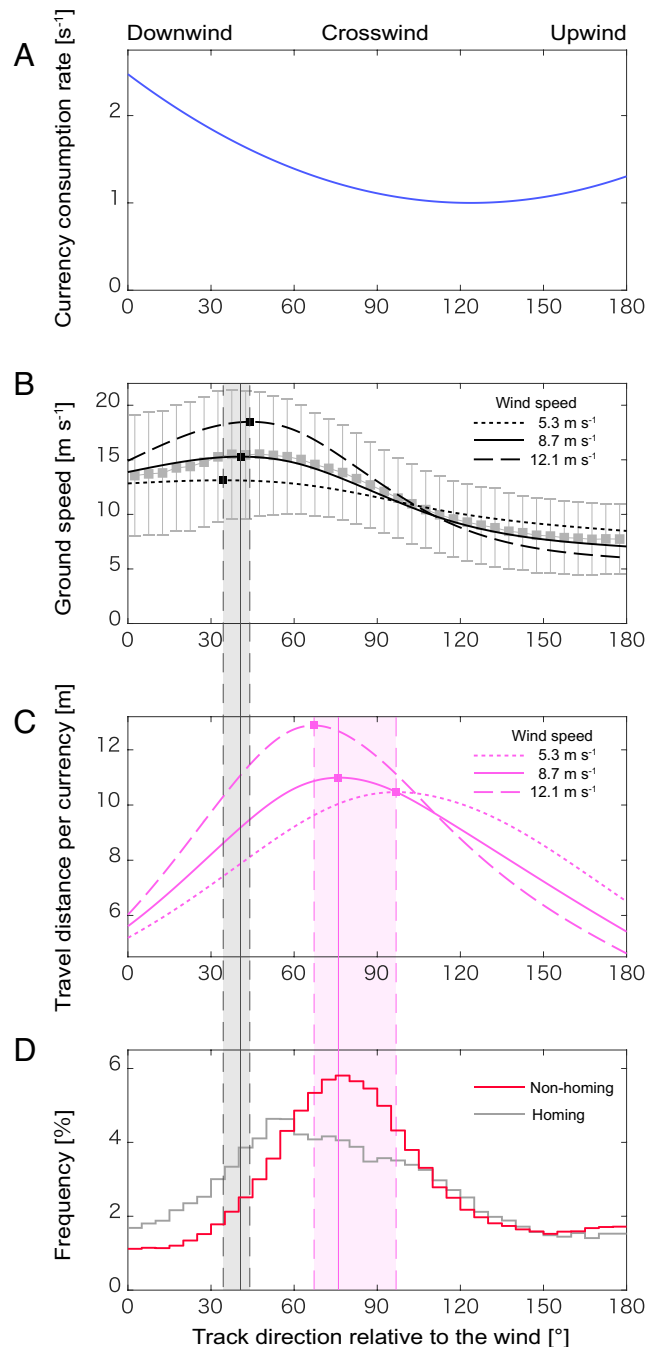 Downwind Crosswind Upwind
A
Currency consumption rate [s⁻¹]
2
1
0
0 30 60 90 120 150 180
B
Ground speed [m s⁻¹]
20
15
10
5
0
Wind speed
5.3 m s⁻¹
8.7 m s⁻¹
12.1 m s⁻¹
0 30 60 90 120 150 180
C
Travel distance per currency [m]
12
10
8
6
Wind speed
5.3 m s⁻¹
8.7 m s⁻¹
12.1 m s⁻¹
0 30 60 90 120 150 180
D
Frequency [%]
6
4
2
0
Non-homing
Homing
0 30 60 90 120 150 180
Track direction relative to the wind [°]